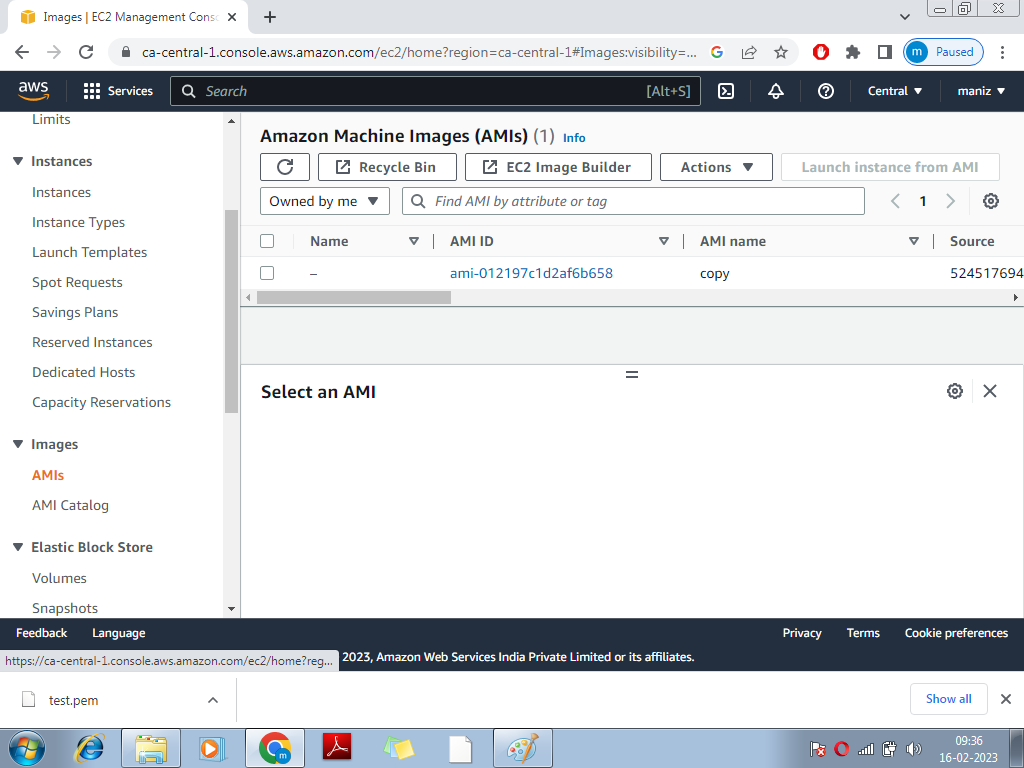 Images | EC2 Management Conso
ca-central-1.console.aws.amazon.com/ec2/home?region=ca-central-1#Images:visibility=...
m Paused
aws
Services
Search [Alt+S]
Central
maniz
Limits
Instances
Instances
Instance Types
Launch Templates
Spot Requests
Savings Plans
Reserved Instances
Dedicated Hosts
Capacity Reservations
Images
AMIs
AMI Catalog
Elastic Block Store
Volumes
Snapshots
Amazon Machine Images (AMIs) (1) Info
Recycle Bin
EC2 Image Builder
Actions
Launch instance from AMI
Owned by me
Find AMI by attribute or tag
1
Name AMI ID AMI name Source
– ami-012197c1d2af6b658 copy 524517694
Select an AMI
Feedback Language
Privacy Terms Cookie preferences
https://ca-central-1.console.aws.amazon.com/ec2/home?reg...
2023, Amazon Web Services India Private Limited or its affiliates.
test.pem
Show all
m
09:36
16-02-2023